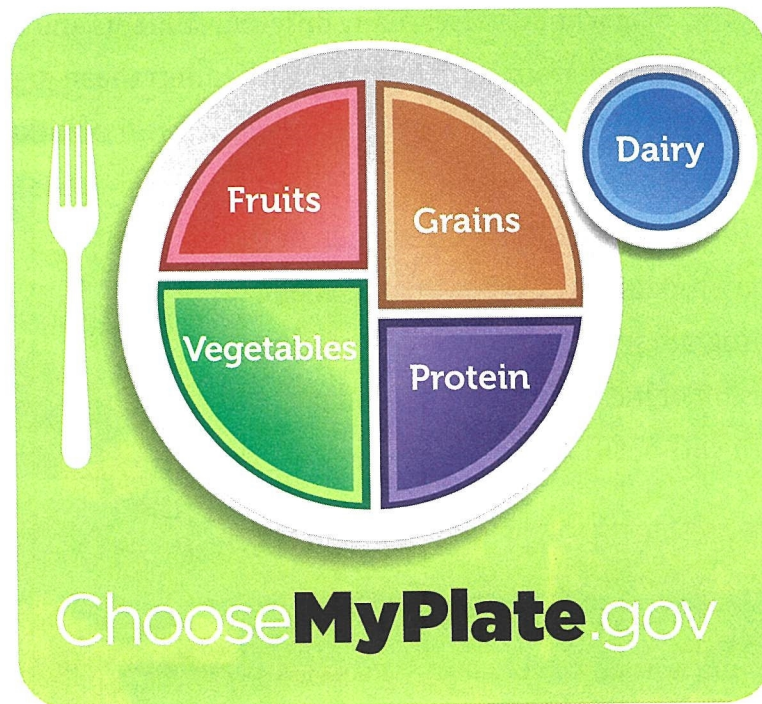 Fruits
Grains
Dairy
Vegetables
Protein
ChooseMyPlate.gov